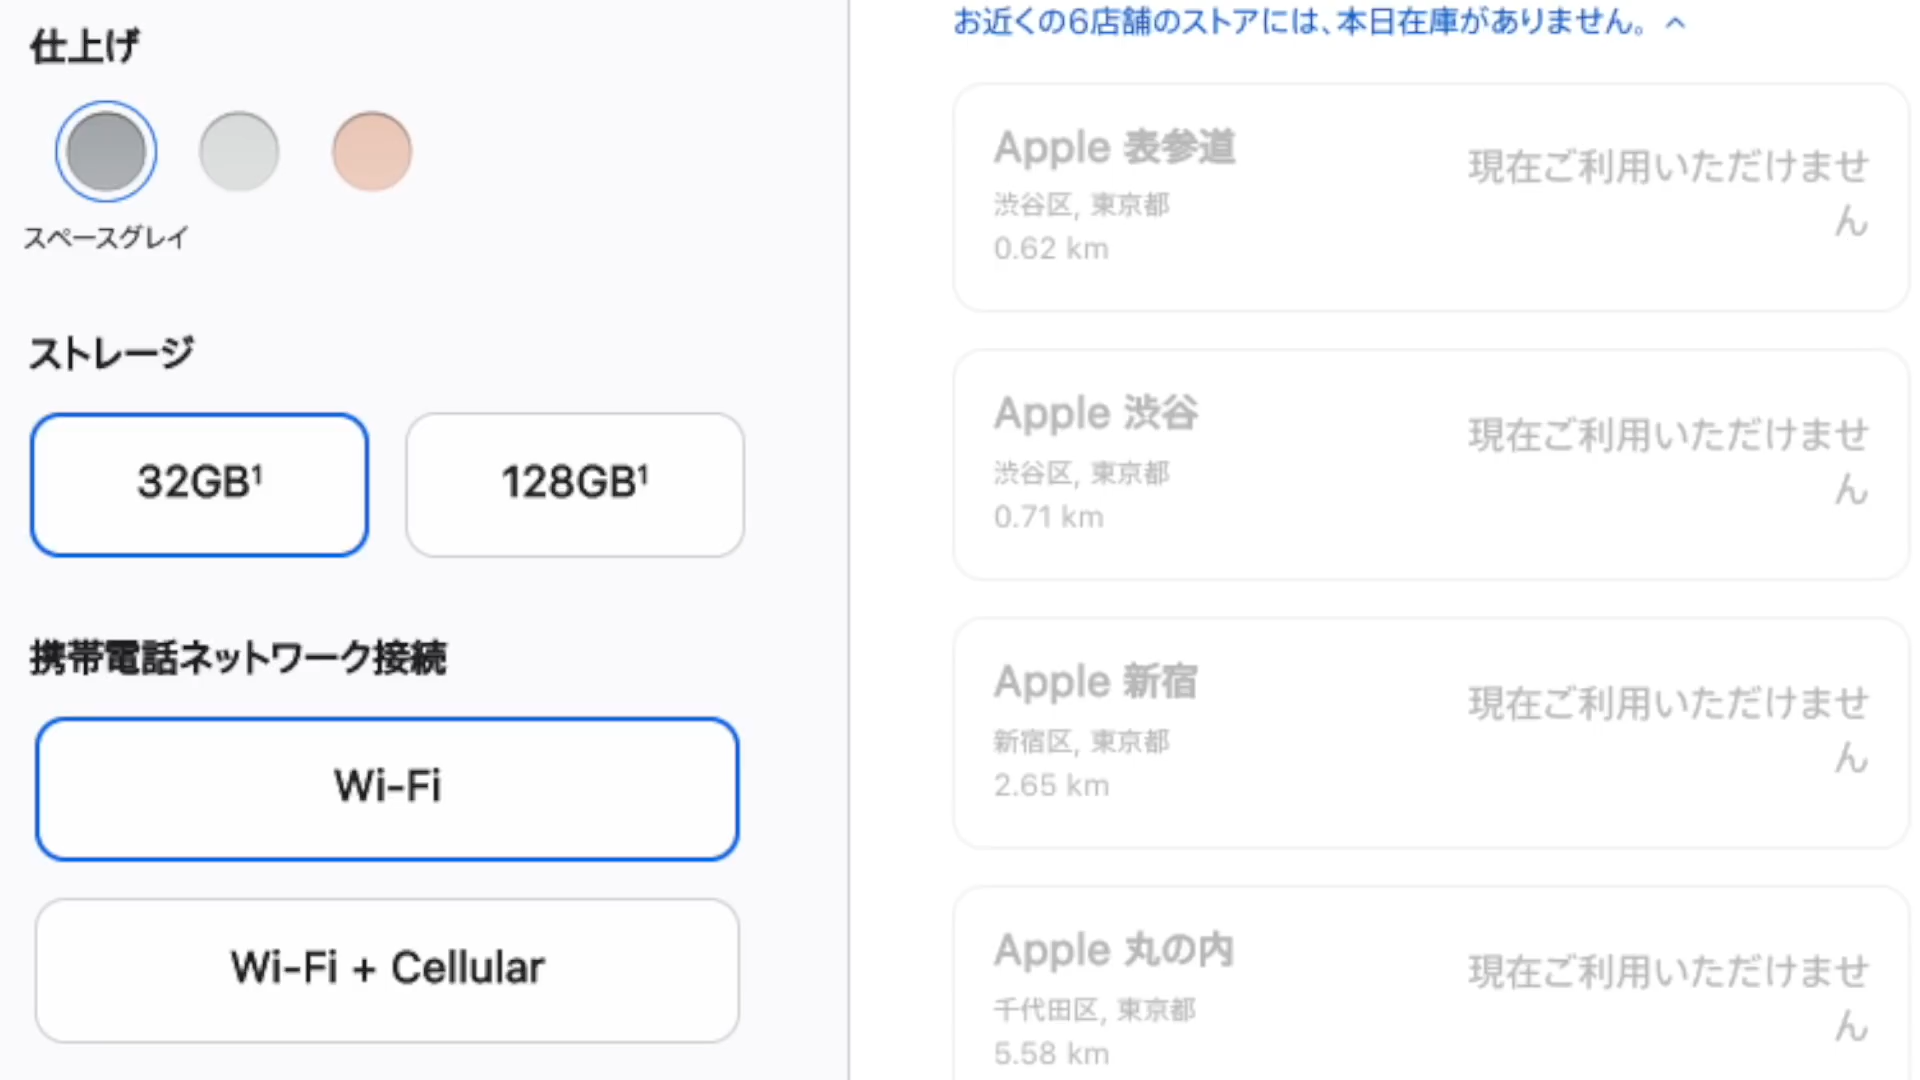 仕上げ
スペースグレイ
ストレージ
32GB¹
128GB¹
携帯電話ネットワーク接続
Wi-Fi
Wi-Fi + Cellular
お近くの6店舗のストアには、本日在庫がありません。
Apple 表参道
渋谷区, 東京都
0.62 km
現在ご利用いただけませ
ん
Apple 渋谷
渋谷区, 東京都
0.71 km
現在ご利用いただけませ
ん
Apple 新宿
新宿区, 東京都
2.65 km
現在ご利用いただけませ
ん
Apple 丸の内
千代田区, 東京都
5.58 km
現在ご利用いただけませ
ん